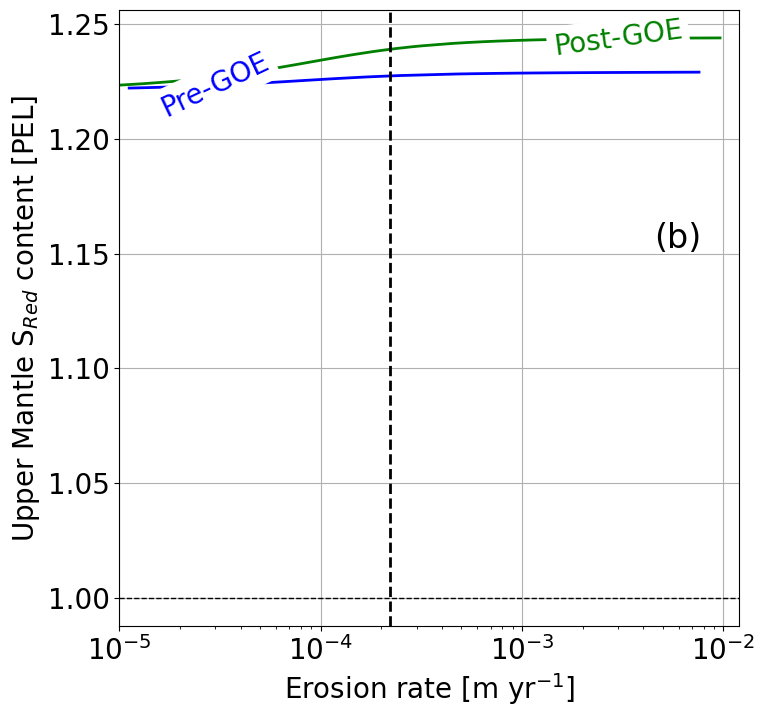 Upper Mantle S_Red content [PEL]
1.25
1.20
1.15
1.10
1.05
1.00
Post-GOE
Pre-GOE
(b)
10⁻⁵
10⁻⁴
10⁻³
10⁻²
Erosion rate [m yr⁻¹]